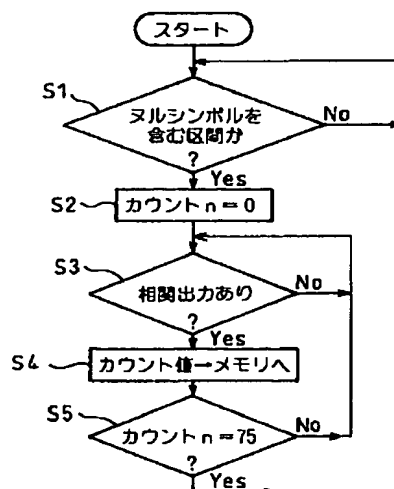 スタート
S1
ヌルシンボルを
含む区間か
?
No
Yes
S2
カウントn=0
S3
相関出力あり
?
No
Yes
S4
カウント値→メモリへ
S5
カウントn=75
?
No
Yes